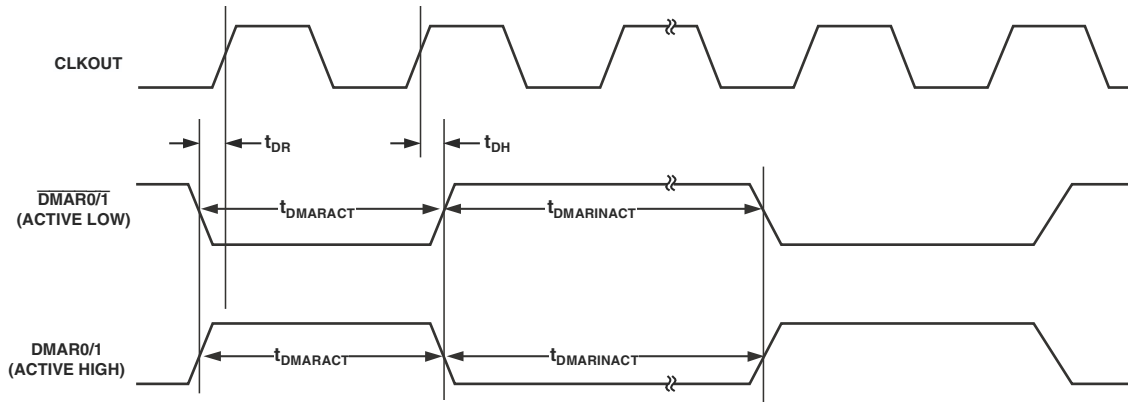 CLKOUT
tDR
tDH
DMAR0/1
(ACTIVE LOW)
tDMARACT
tDMARINACT
DMAR0/1
(ACTIVE HIGH)
tDMARACT
tDMARINACT